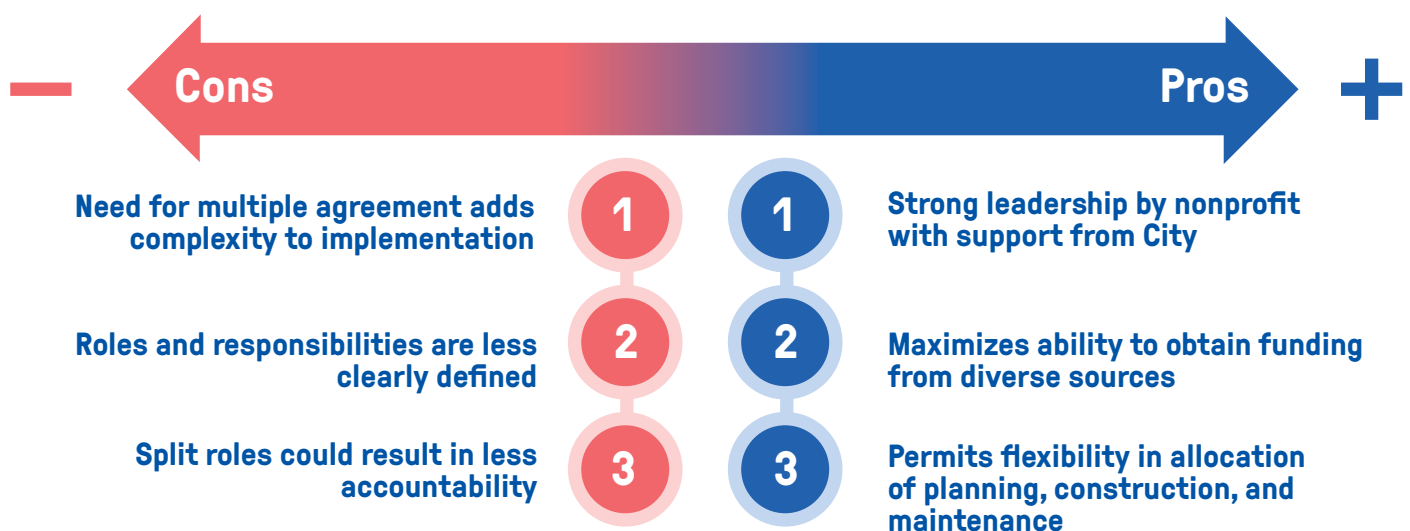 −
Cons
Pros
+
Need for multiple agreement adds
complexity to implementation
1
Roles and responsibilities are less
clearly defined
2
Split roles could result in less
accountability
3
1
Strong leadership by nonprofit
with support from City
2
Maximizes ability to obtain funding
from diverse sources
3
Permits flexibility in allocation
of planning, construction, and
maintenance